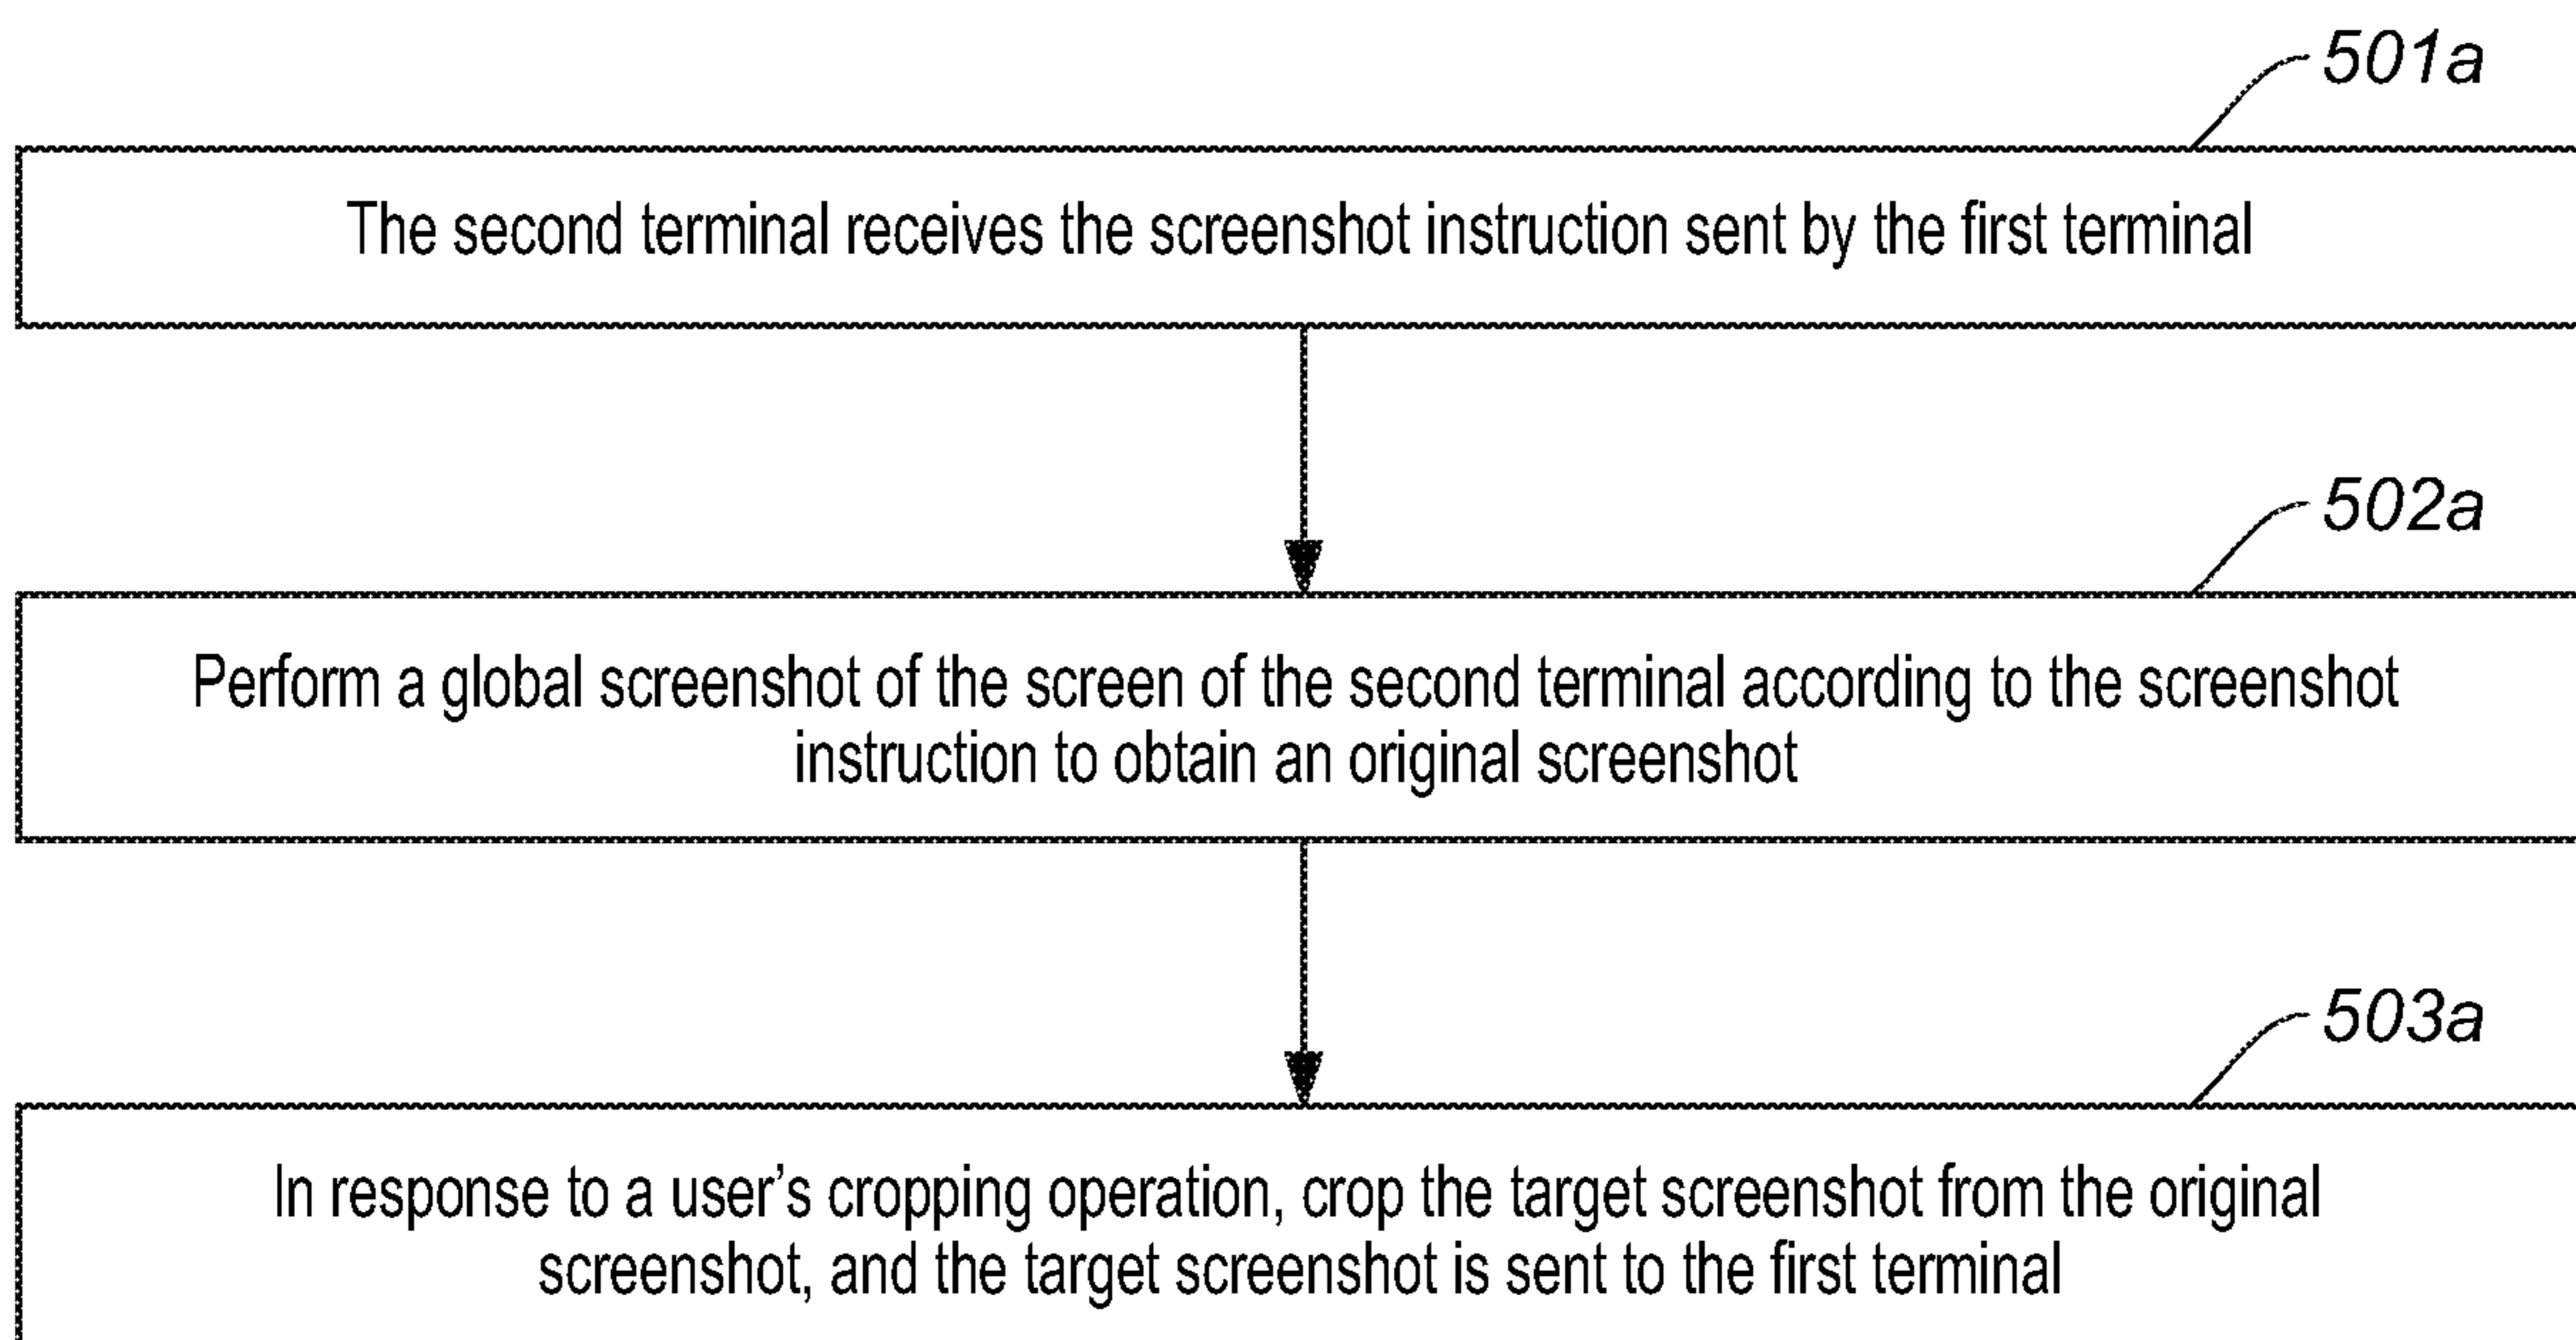 501a
The second terminal receives the screenshot instruction sent by the first terminal
502a
Perform a global screenshot of the screen of the second terminal according to the screenshot
instruction to obtain an original screenshot
503a
In response to a user’s cropping operation, crop the target screenshot from the original
screenshot, and the target screenshot is sent to the first terminal